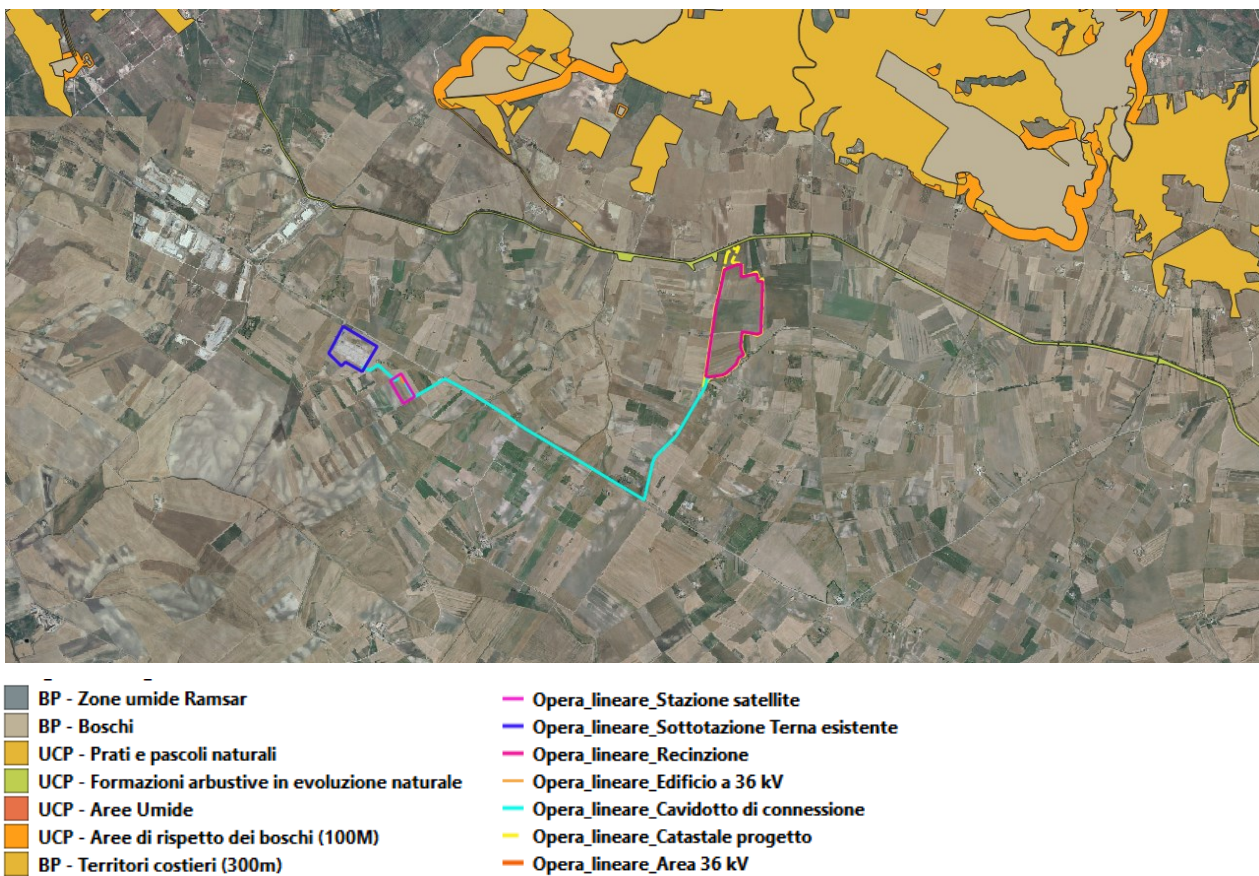 BP - Zone umide Ramsar
BP - Boschi
UCP - Prati e pascoli naturali
UCP - Formazioni arbustive in evoluzione naturale
UCP - Aree Umide
UCP - Aree di rispetto dei boschi (100M)
BP - Territori costieri (300m)
Opera_lineare_Stazione satellite
Opera_lineare_Sottotazione Terna esistente
Opera_lineare_Recinzione
Opera_lineare_Edificio a 36 kV
Opera_lineare_Cavidotto di connessione
Opera_lineare_Catastale progetto
Opera_lineare_Area 36 kV